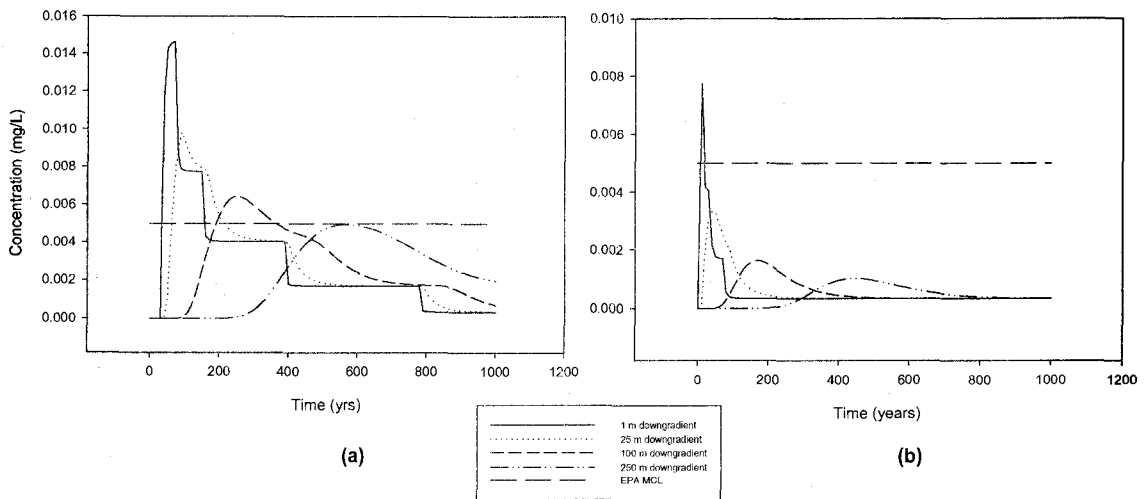 0.016
0.014
0.012
0.010
0.008
0.006
0.004
0.002
0.000
Concentration (mg/L)
0 200 400 600 800 1000 1200
Time (yrs)
(a)
0.010
0.008
0.006
0.004
0.002
0.000
0 200 400 600 800 1000 1200
Time (years)
(b)
1 m downgradient
25 m downgradient
100 m downgradient
250 m downgradient
EPA MCL